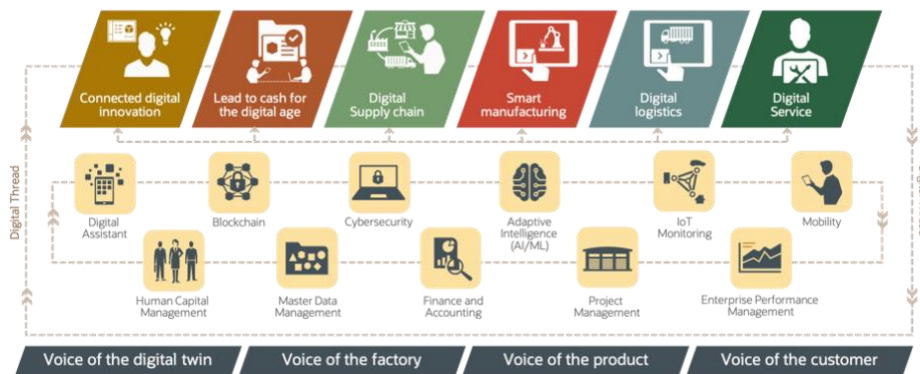 Connected digital
innovation
Lead to cash for
the digital age
Digital
Supply chain
Smart
manufacturing
Digital
logistics
Digital
Service
Digital Thread
Digital
Assistant
Blockchain
Cybersecurity
Adaptive
Intelligence
(AI/ML)
IoT
Monitoring
Mobility
Human Capital
Management
Master Data
Management
Finance and
Accounting
Project
Management
Enterprise Performance
Management
Voice of the digital twin
Voice of the factory
Voice of the product
Voice of the customer